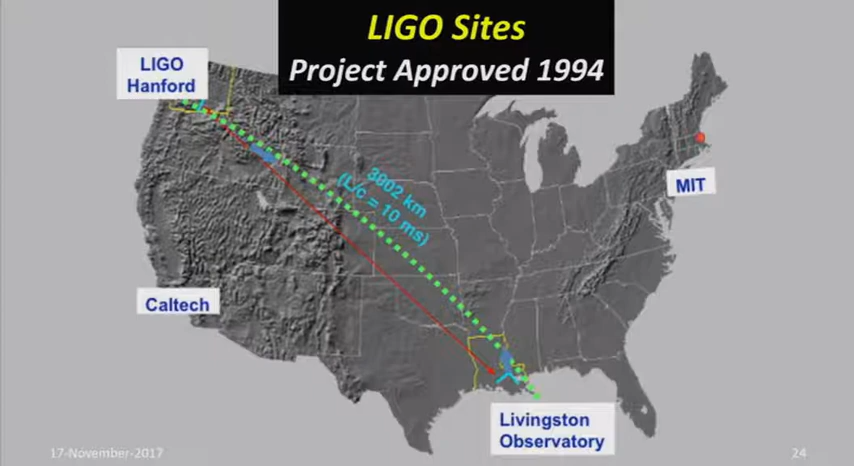 LIGO Sites
Project Approved 1994
LIGO
Hanford
3002 km
(L/c = 10 ms)
MIT
Caltech
Livingston
Observatory
17-November-2017
24